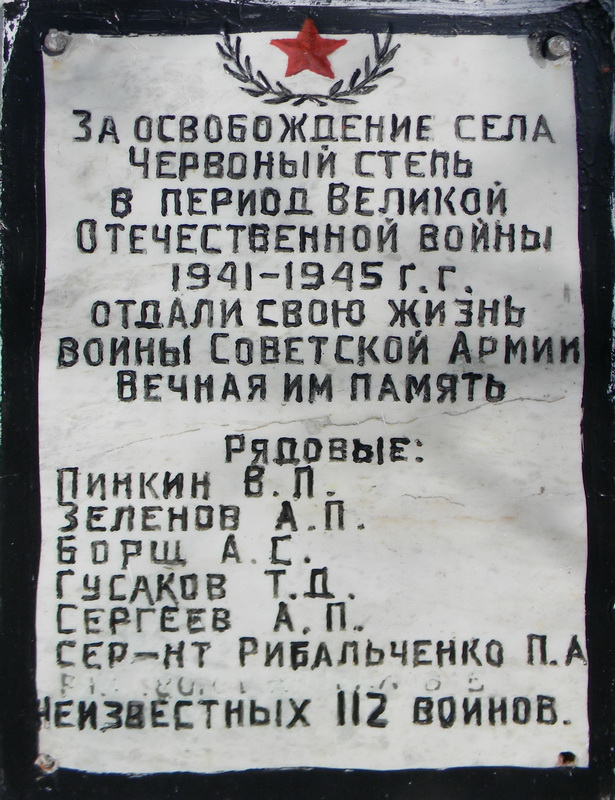 За освобождение села
Червоный степь
в период Великой
Отечественной войны
1941-1945 г.г.
отдали свою жизнь
воины Советской Армии
Вечная им память
Рядовые:
Пинкин В.П.
Зеленов А.П.
Борщ А.С.
Гусаков Т.Д.
Сергеев А.П.
Сер-нт Рибальченко П.А
Неизвестных 112 воинов.